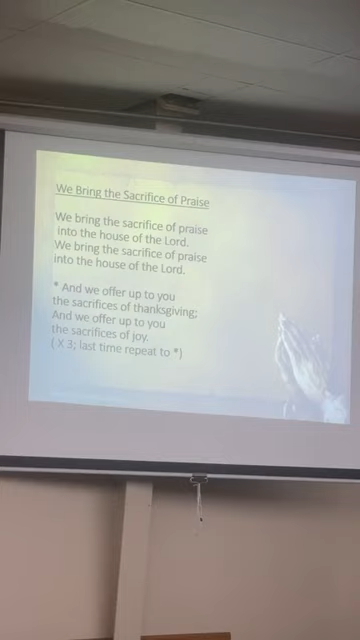 We Bring the Sacrifice of Praise
We bring the sacrifice of praise
into the house of the Lord.
We bring the sacrifice of praise
into the house of the Lord.
* And we offer up to you
the sacrifices of thanksgiving;
And we offer up to you
the sacrifices of joy.
( X 3; last time repeat to *)